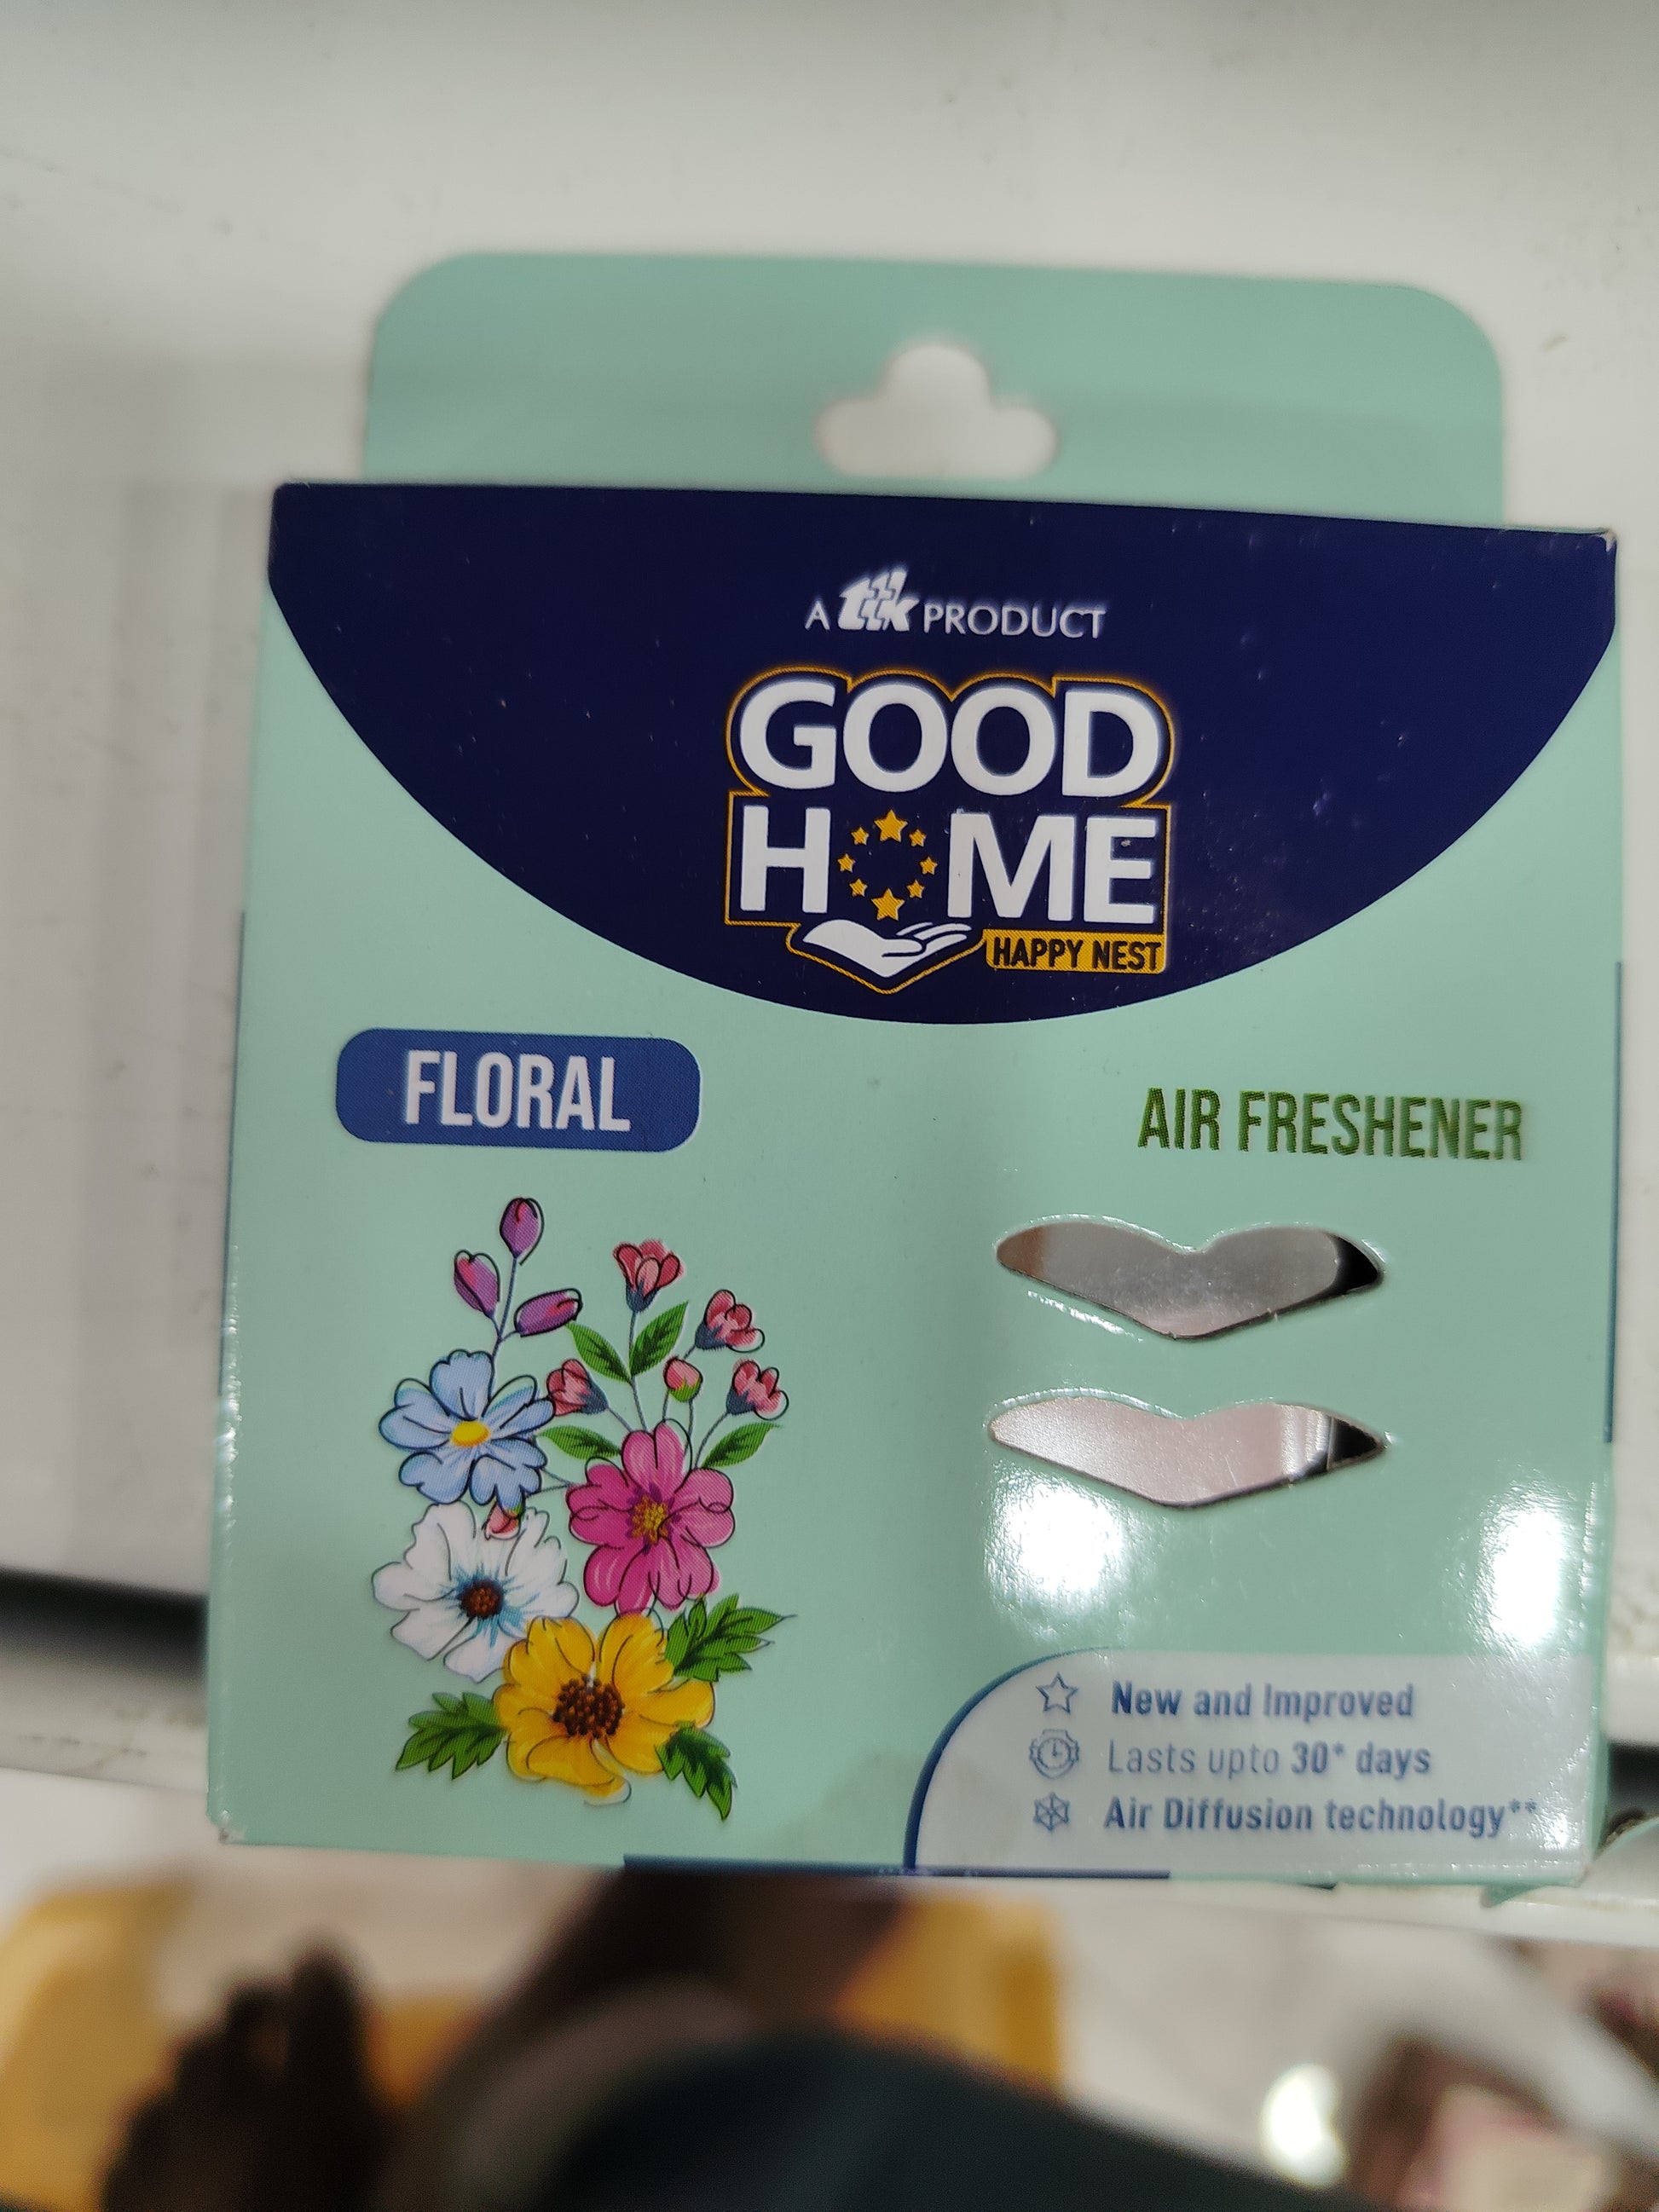 A ttk PRODUCT
GOOD
HOME
HAPPY NEST
FLORAL
AIR FRESHENER
New and Improved
Lasts upto 30* days
Air Diffusion technology**